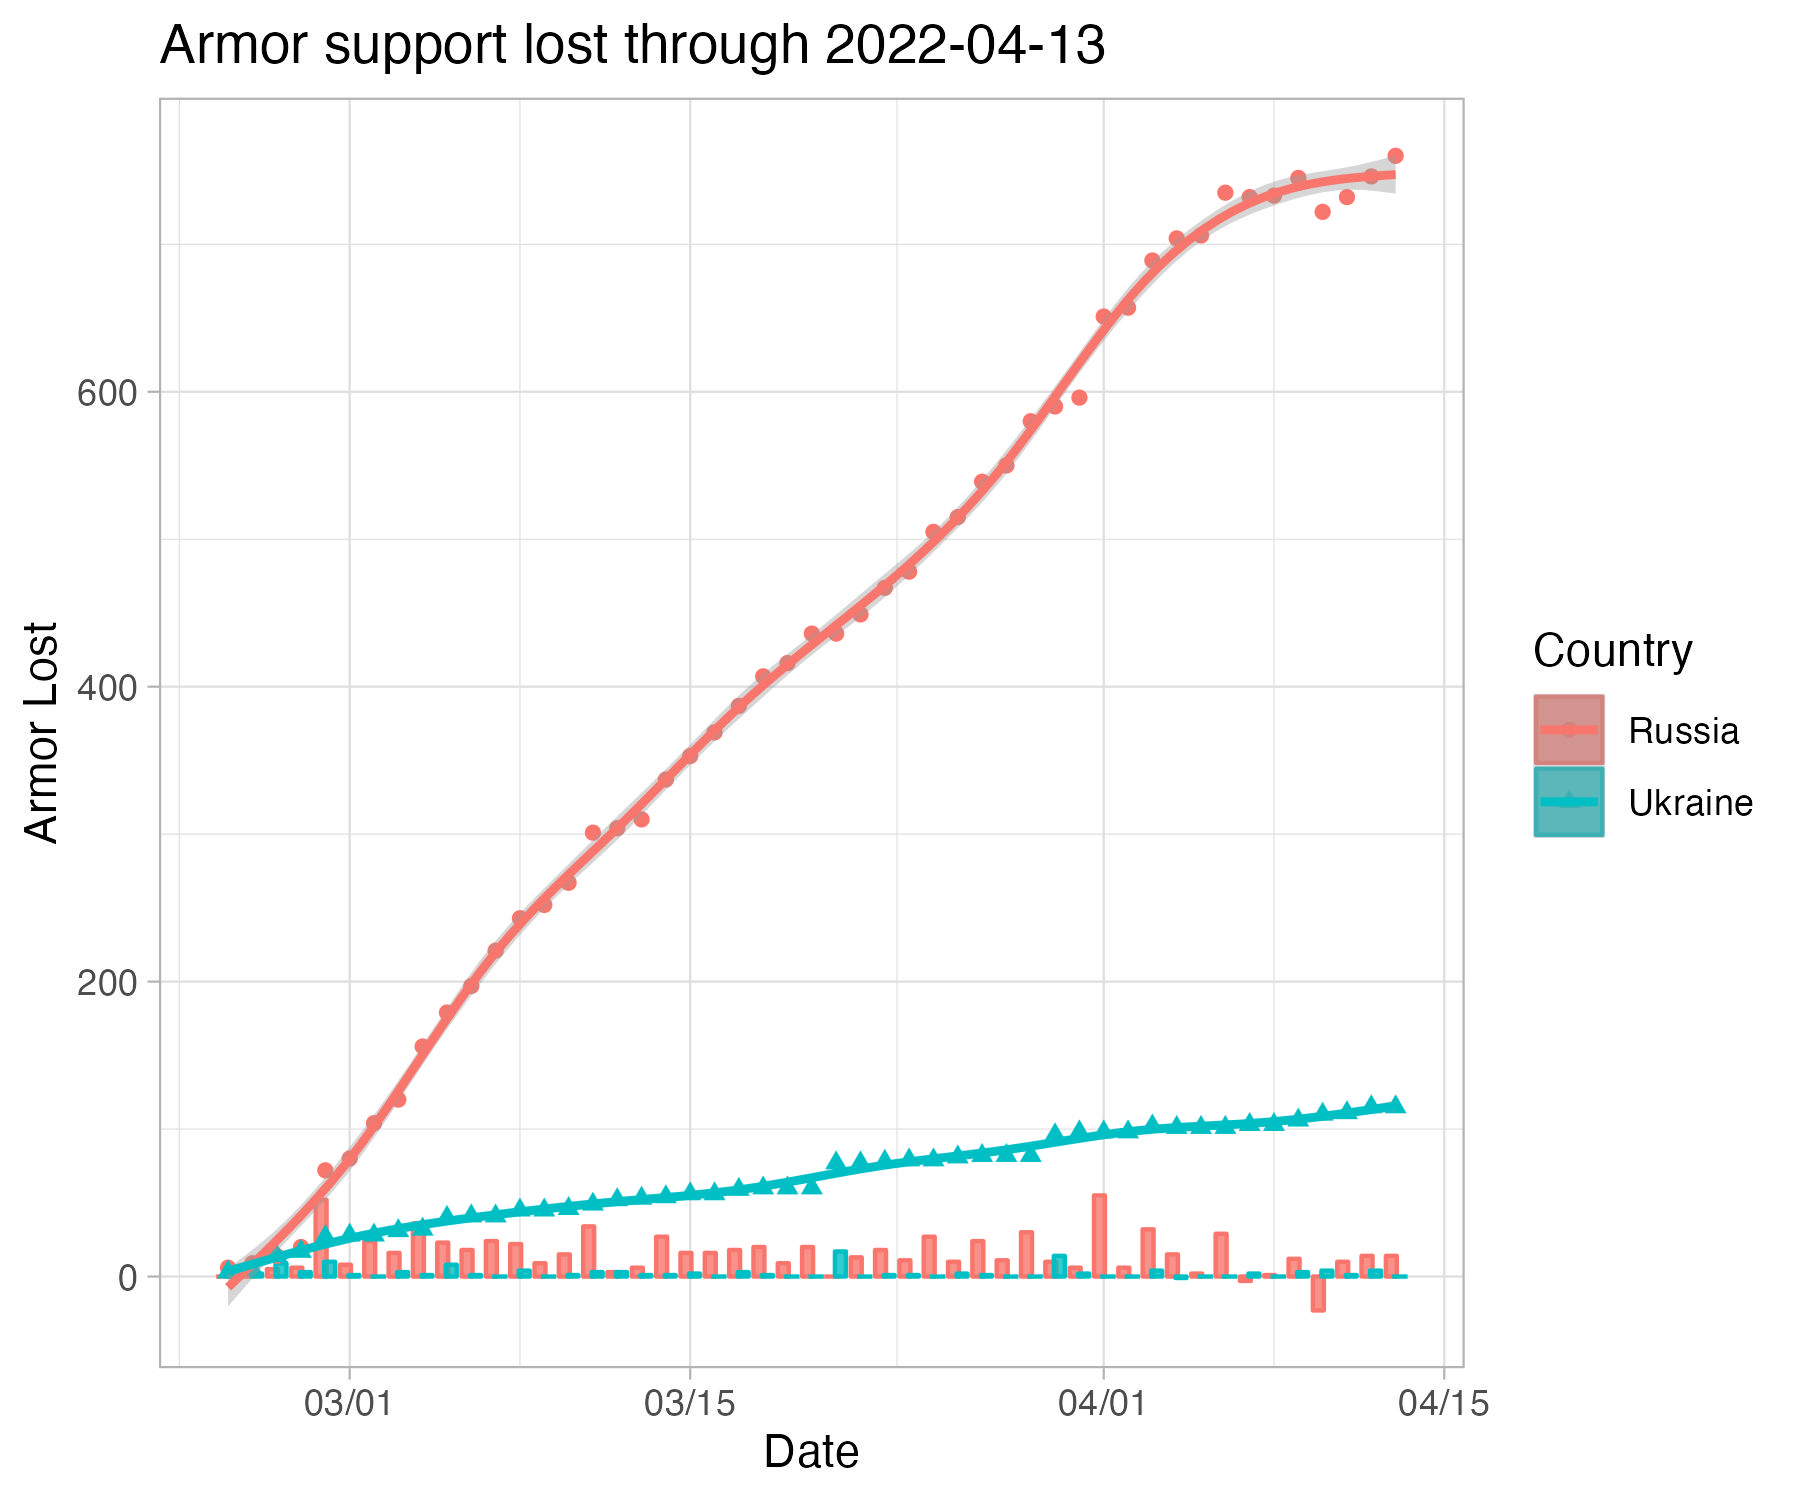 Armor support lost through 2022-04-13
Armor Lost
600
400
200
0
03/01
03/15
04/01
04/15
Date
Country
Russia
Ukraine